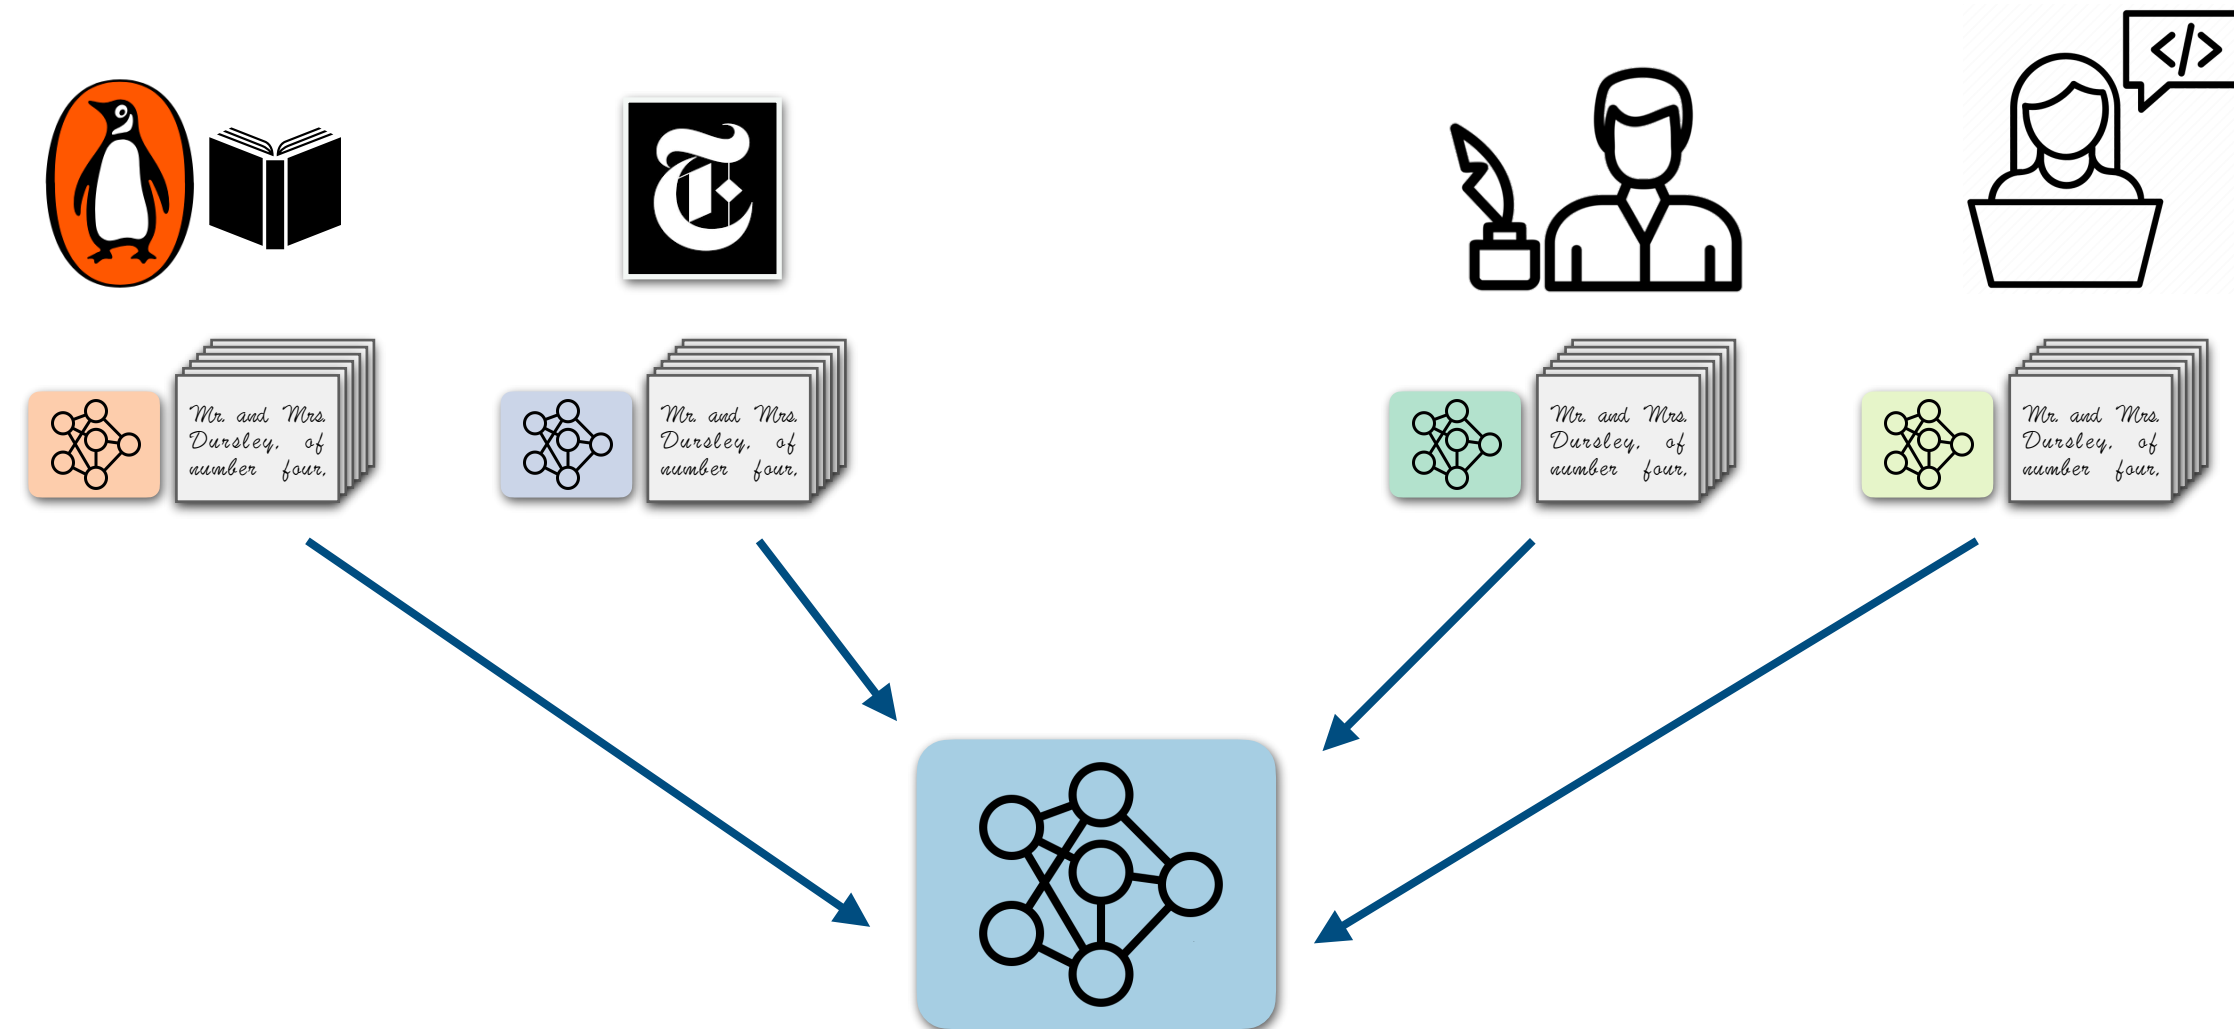 </>
T
Mr. and Mrs.
Dursley, of
number four,
Mr. and Mrs.
Dursley, of
number four,
Mr. and Mrs.
Dursley, of
number four,
Mr. and Mrs.
Dursley, of
number four,